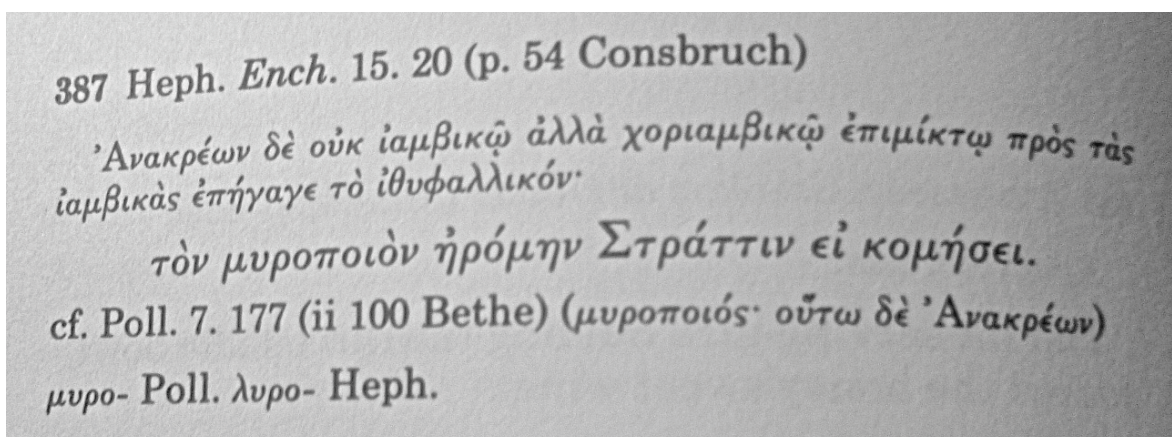 387 Heph. Ench. 15. 20 (p. 54 Consbruch)
Ἀνακρέων δὲ οὐκ ἰαμβικῷ ἀλλὰ χοριαμβικῷ ἐπιμίκτῳ πρὸς τὰς
ἰαμβικὰς ἐπήγαγε τὸ ἰθυφαλλικόν·
τὸν μυροποιὸν ἠρόμην Στράττιν εἰ κομήσει.
cf. Poll. 7. 177 (ii 100 Bethe) (μυροποιός· οὕτω δὲ Ἀνακρέων)
μυρο- Poll. λυρο- Heph.